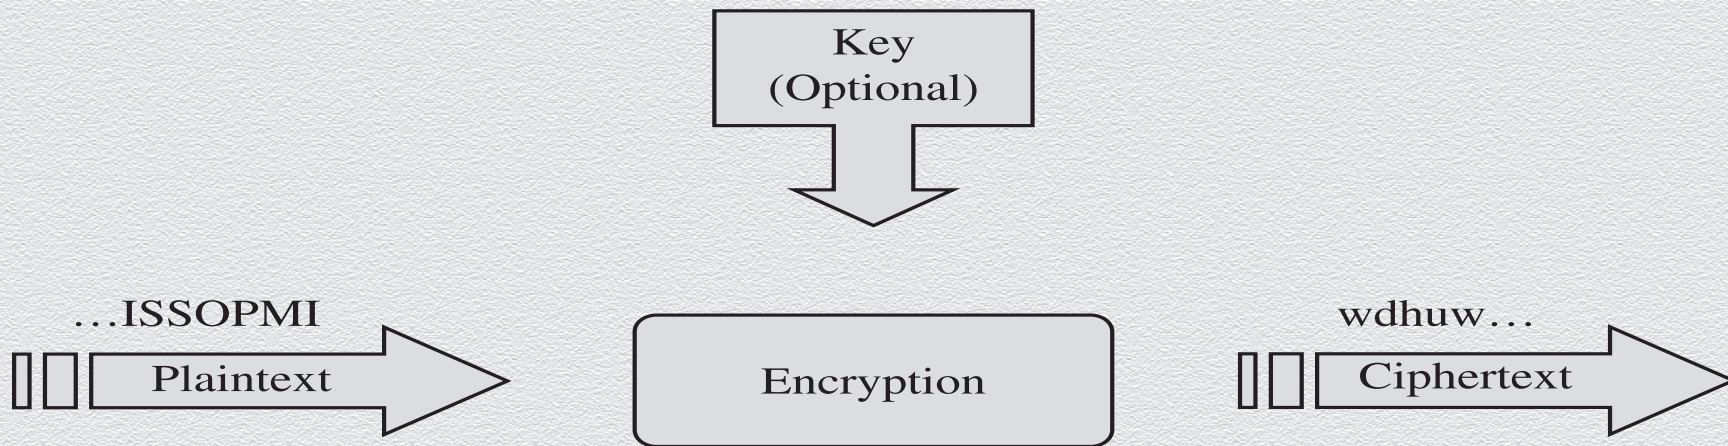 Key
(Optional)
…ISSOPMI
Plaintext
Encryption
wdhuw…
Ciphertext